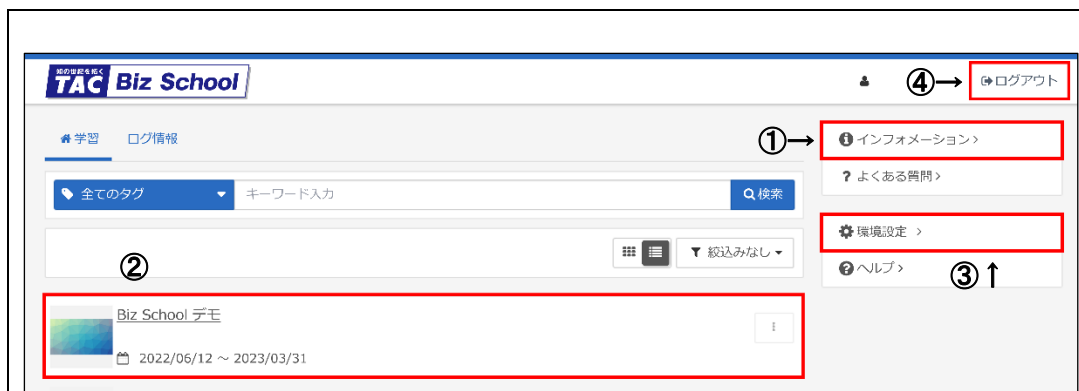 知の世紀を拓く
TAC Biz School
④→ ログアウト
学習 ログ情報
①→ インフォメーション >
? よくある質問 >
全てのタグ キーワード入力 検索
環境設定 >
絞込みなし
② ヘルプ > ③↑
Biz School デモ
2022/06/12 ~ 2023/03/31